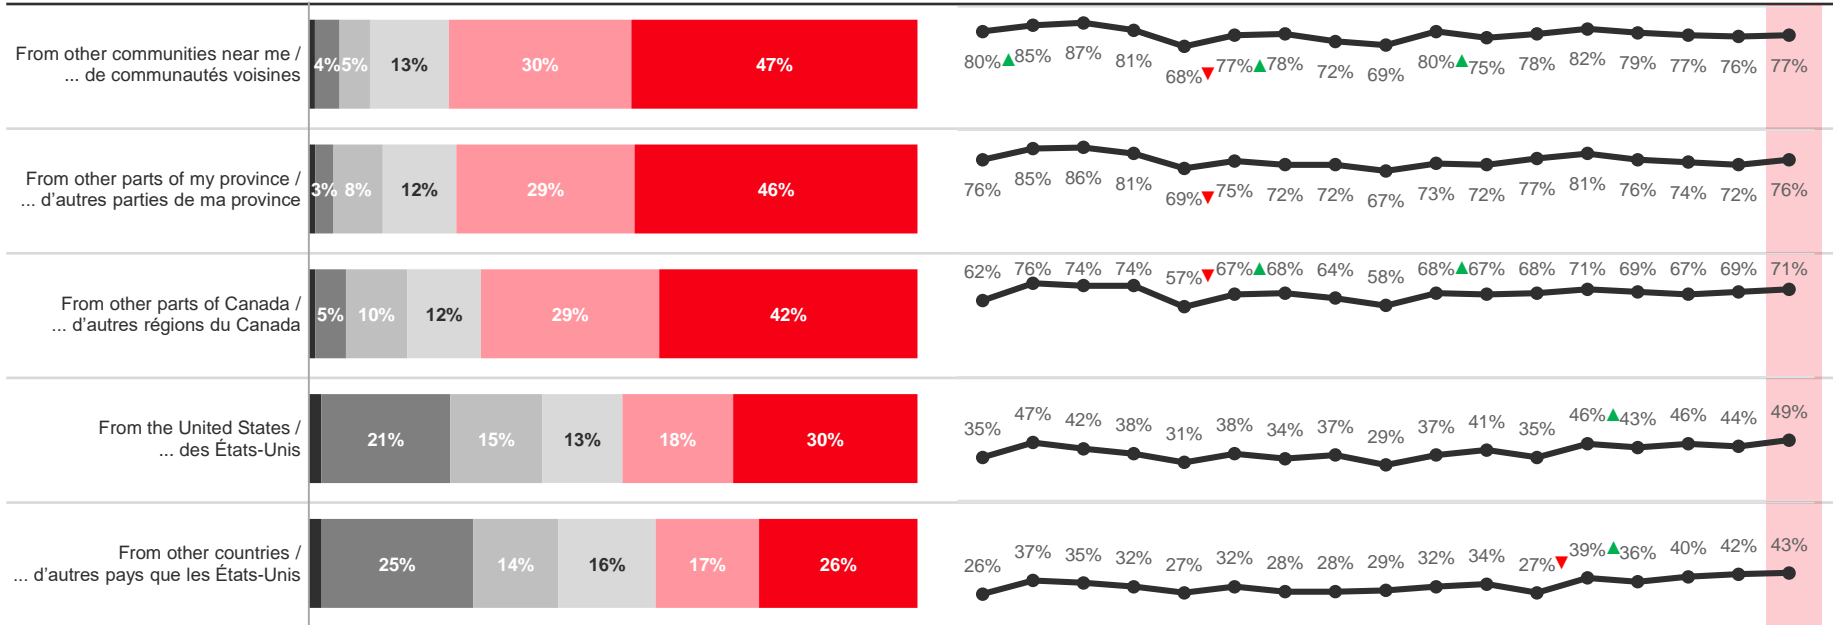 From other communities near me /
... de communautés voisines
4% 5% 13% 30% 47%
80% 85% 87% 81% 68% 77% 78% 72% 69% 80% 75% 78% 82% 79% 77% 76% 77%
From other parts of my province /
... d'autres parties de ma province
3% 8% 12% 29% 46%
76% 85% 86% 81% 69% 75% 72% 72% 67% 73% 72% 77% 81% 76% 74% 72% 76%
From other parts of Canada /
... d'autres régions du Canada
5% 10% 12% 29% 42%
62% 76% 74% 74% 57% 67% 68% 64% 58% 68% 67% 68% 71% 69% 67% 69% 71%
From the United States /
... des États-Unis
21% 15% 13% 18% 30%
35% 47% 42% 38% 31% 38% 34% 37% 29% 37% 41% 35% 46% 43% 46% 44% 49%
From other countries /
... d'autres pays que les États-Unis
25% 14% 16% 17% 26%
26% 37% 35% 32% 27% 32% 28% 28% 29% 32% 34% 27% 39% 36% 40% 42% 43%